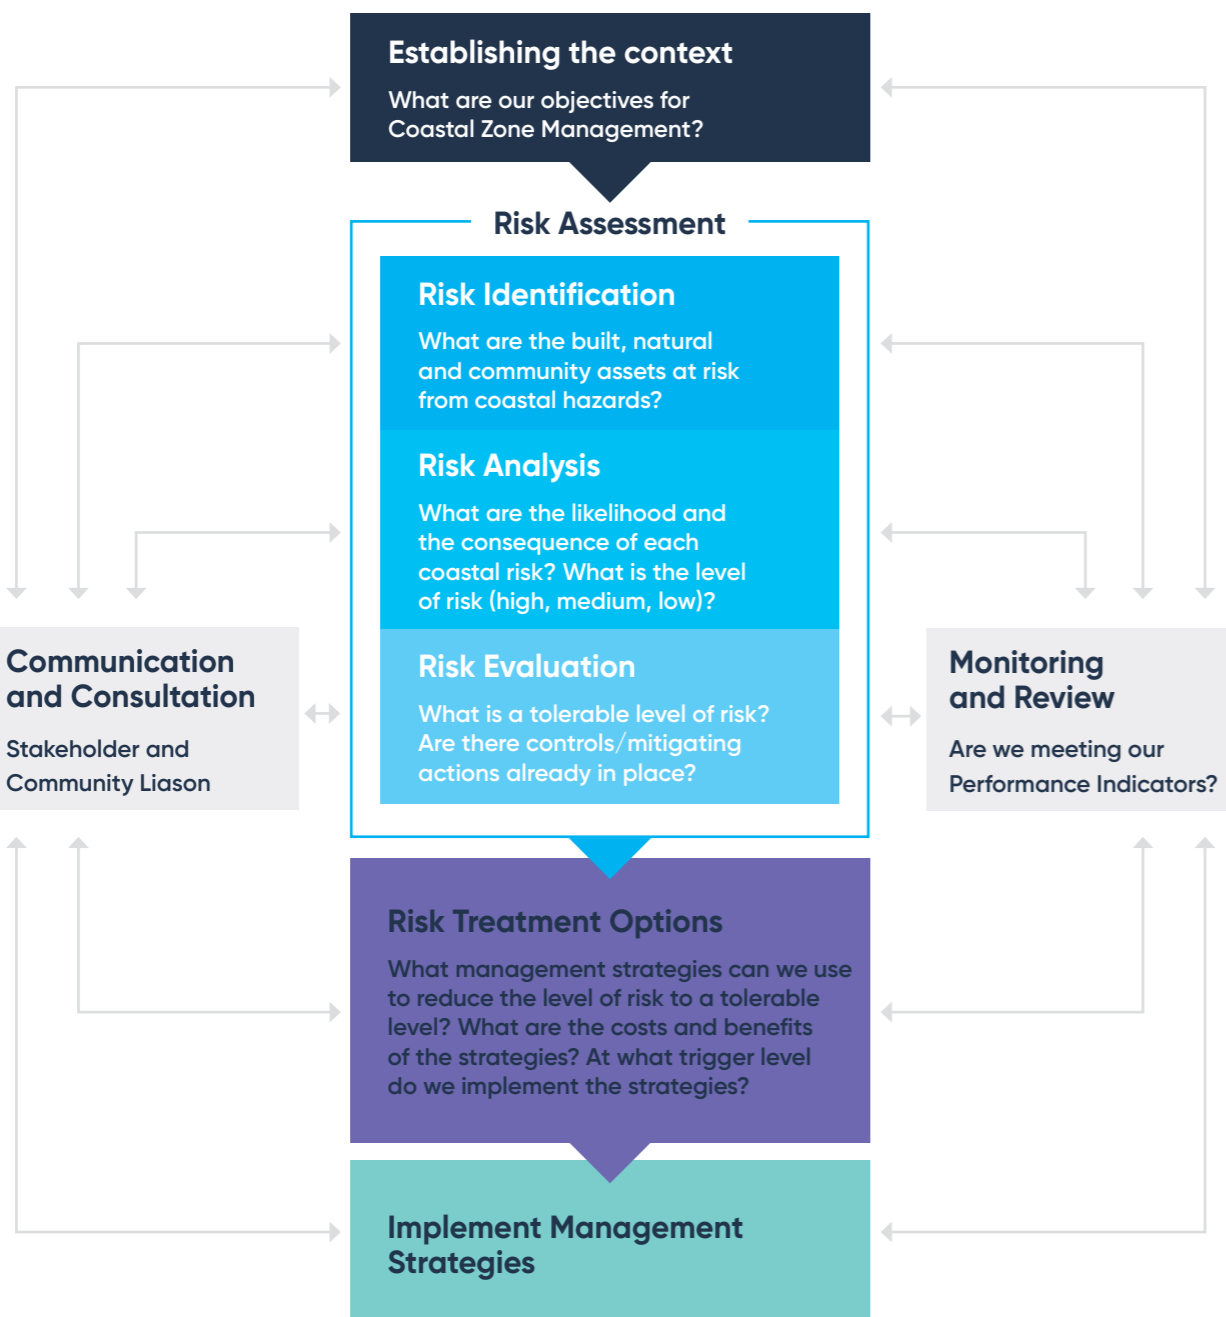 Establishing the context
What are our objectives for
Coastal Zone Management?
Risk Assessment
Risk Identification
What are the built, natural
and community assets at risk
from coastal hazards?
Risk Analysis
What are the likelihood and
the consequence of each
coastal risk? What is the level
of risk (high, medium, low)?
Risk Evaluation
What is a tolerable level of risk?
Are there controls/mitigating
actions already in place?
Communication
and Consultation
Stakeholder and
Community Liason
Monitoring
and Review
Are we meeting our
Performance Indicators?
Risk Treatment Options
What management strategies can we use
to reduce the level of risk to a tolerable
level? What are the costs and benefits
of the strategies? At what trigger level
do we implement the strategies?
Implement Management
Strategies